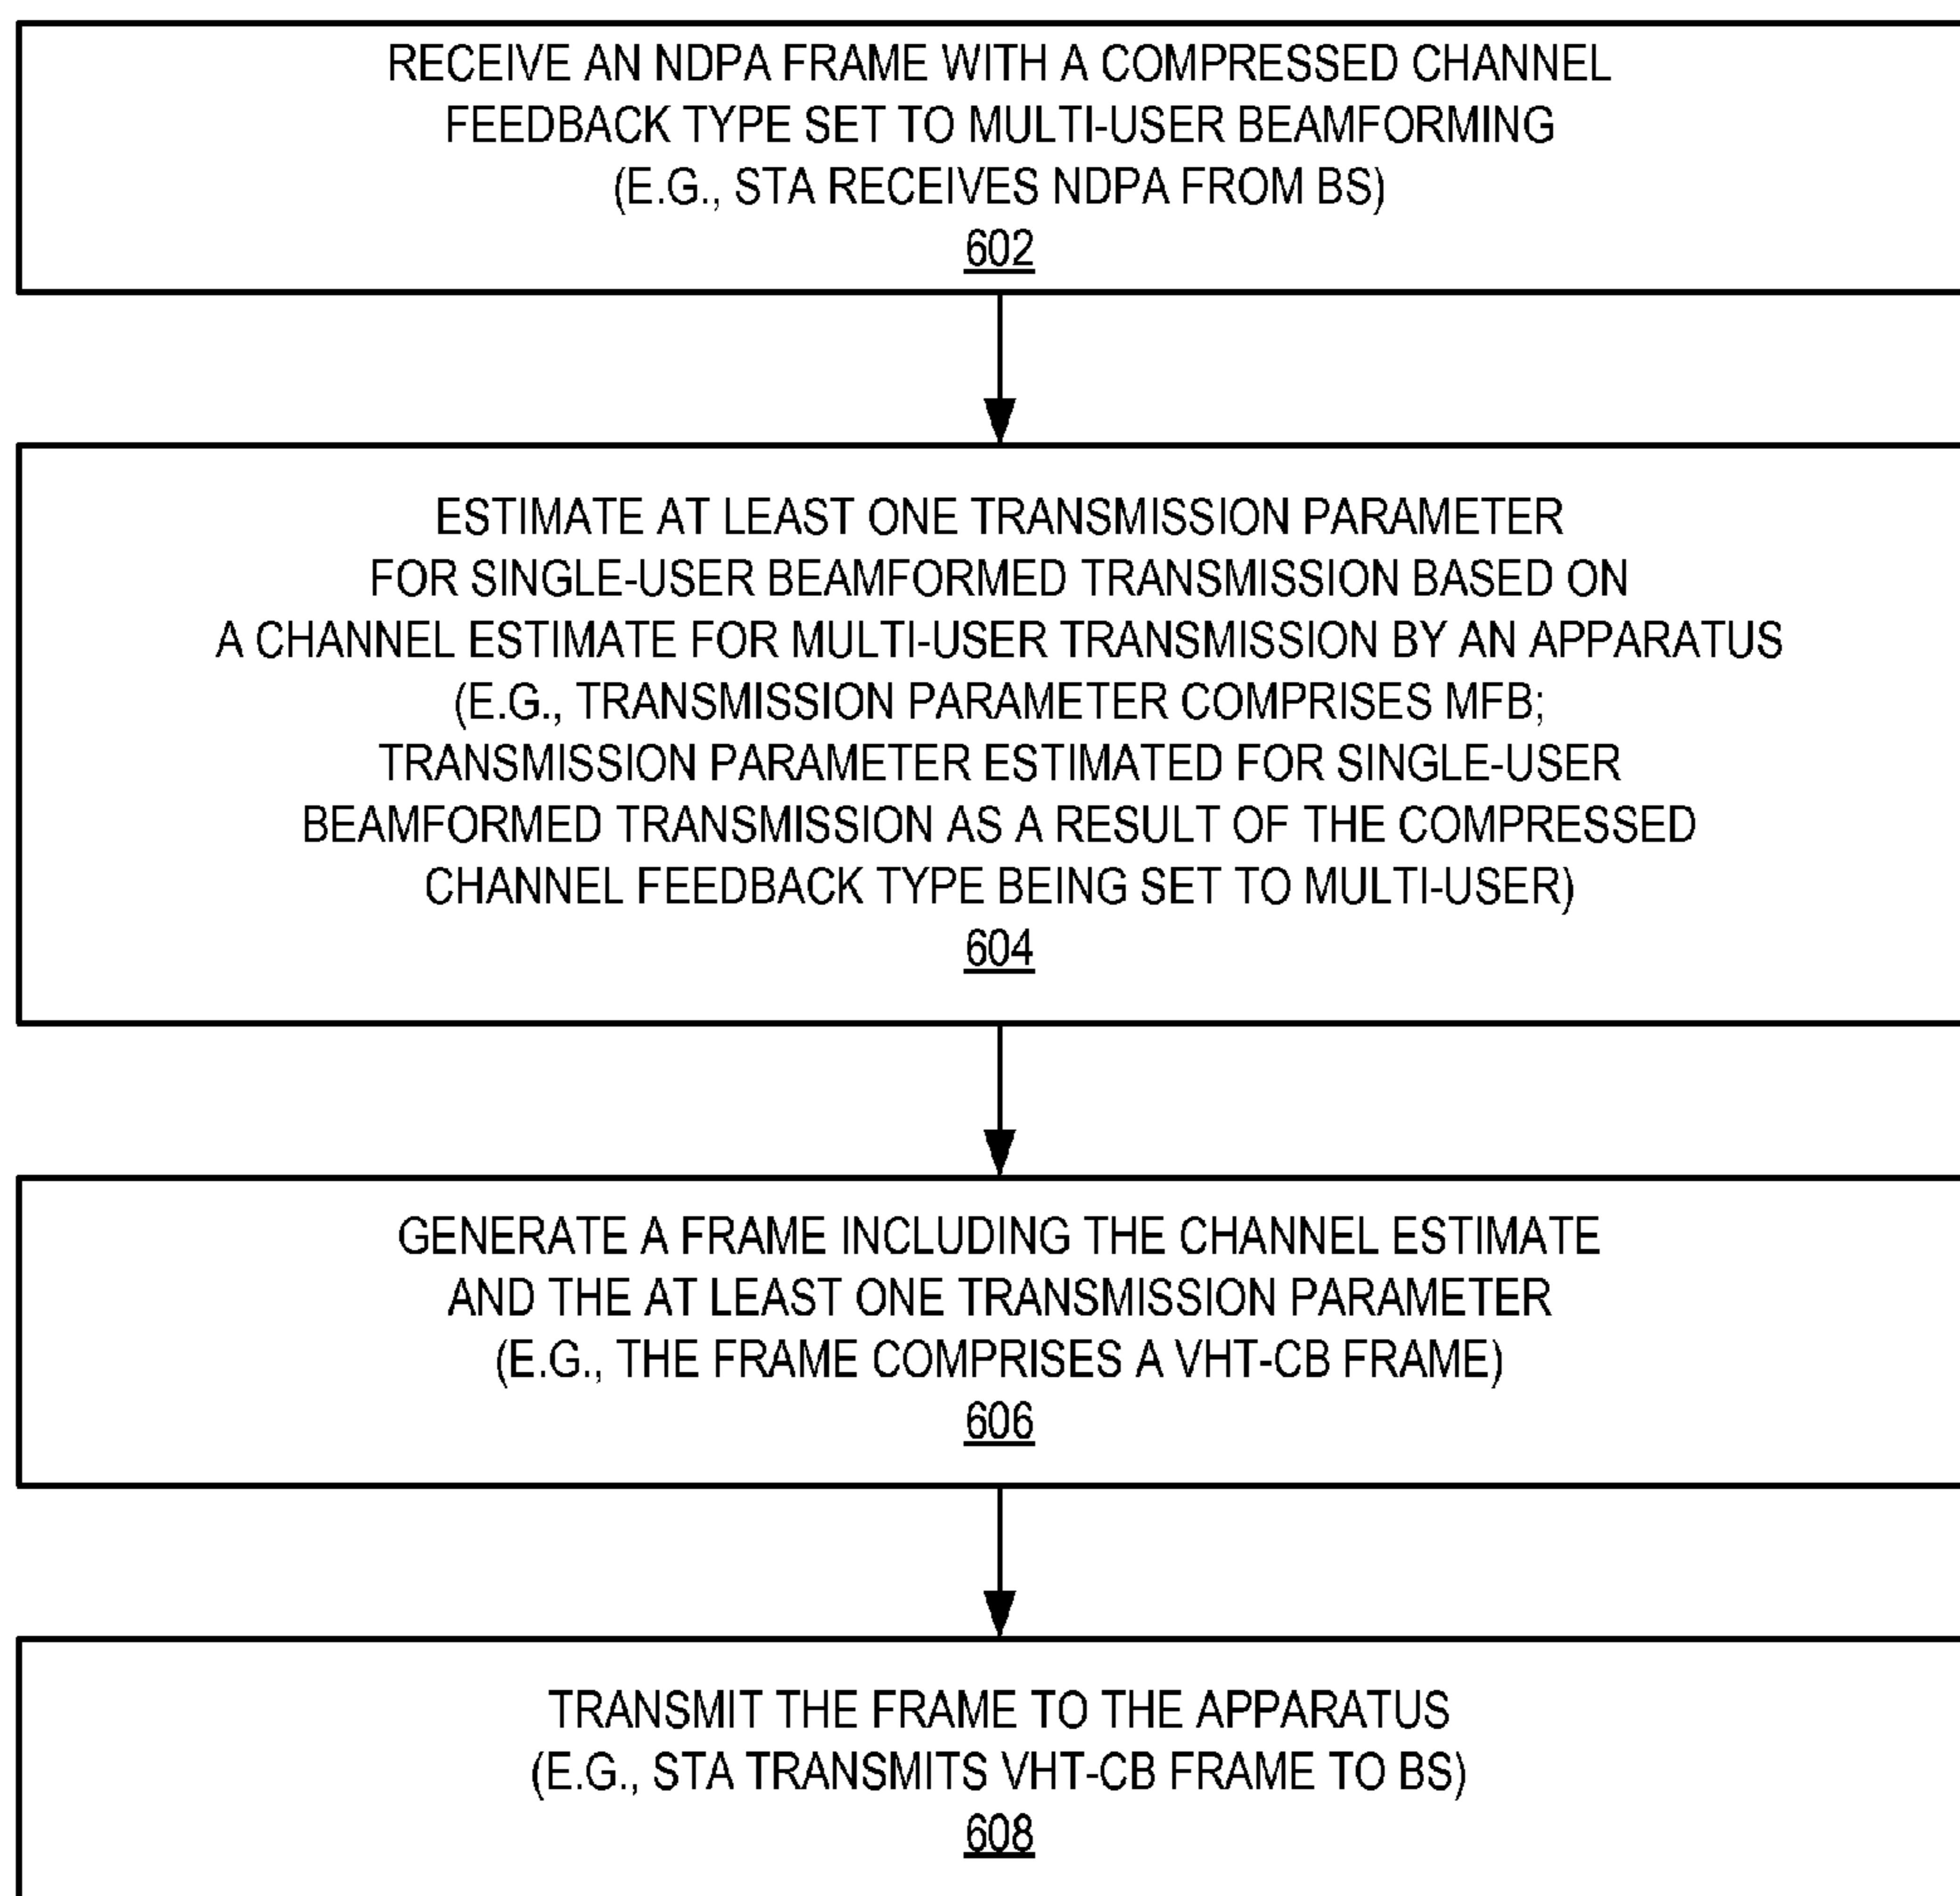 RECEIVE AN NDPA FRAME WITH A COMPRESSED CHANNEL
FEEDBACK TYPE SET TO MULTI-USER BEAMFORMING
(E.G., STA RECEIVES NDPA FROM BS)
602
ESTIMATE AT LEAST ONE TRANSMISSION PARAMETER
FOR SINGLE-USER BEAMFORMED TRANSMISSION BASED ON
A CHANNEL ESTIMATE FOR MULTI-USER TRANSMISSION BY AN APPARATUS
(E.G., TRANSMISSION PARAMETER COMPRISES MFB;
TRANSMISSION PARAMETER ESTIMATED FOR SINGLE-USER
BEAMFORMED TRANSMISSION AS A RESULT OF THE COMPRESSED
CHANNEL FEEDBACK TYPE BEING SET TO MULTI-USER)
604
GENERATE A FRAME INCLUDING THE CHANNEL ESTIMATE
AND THE AT LEAST ONE TRANSMISSION PARAMETER
(E.G., THE FRAME COMPRISES A VHT-CB FRAME)
606
TRANSMIT THE FRAME TO THE APPARATUS
(E.G., STA TRANSMITS VHT-CB FRAME TO BS)
608